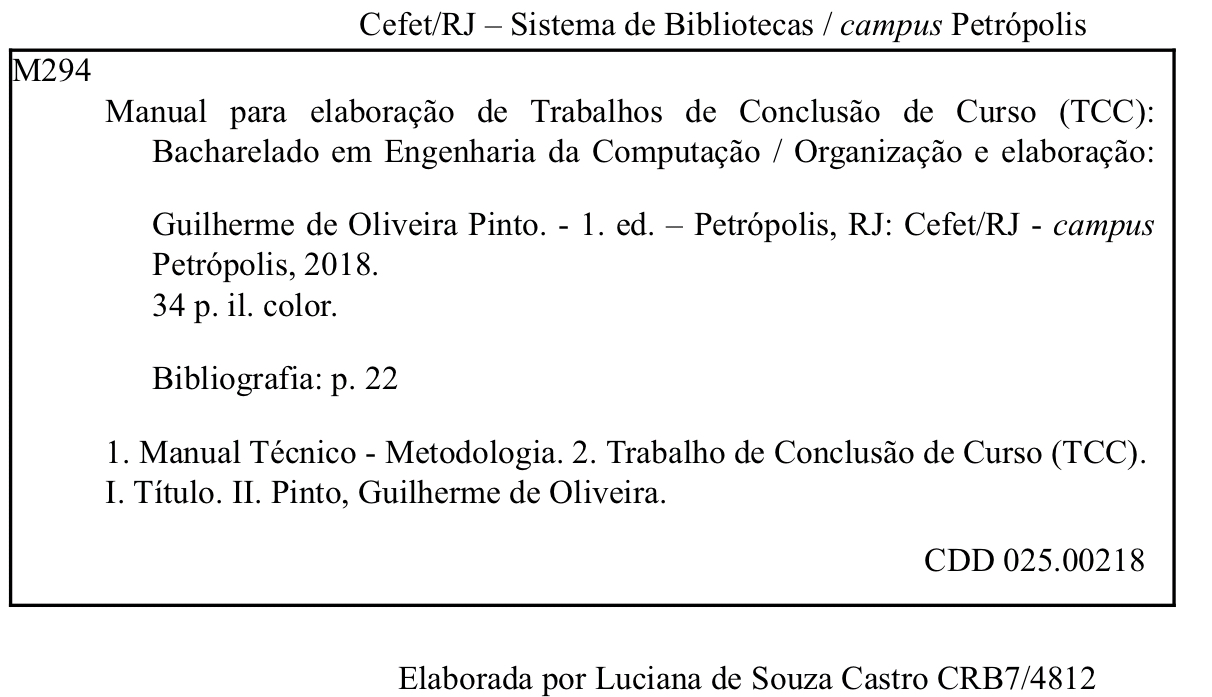 Cefet/RJ – Sistema de Bibliotecas / campus Petrópolis
M294
Manual para elaboração de Trabalhos de Conclusão de Curso (TCC):
Bacharelado em Engenharia da Computação / Organização e elaboração:
Guilherme de Oliveira Pinto. - 1. ed. – Petrópolis, RJ: Cefet/RJ - campus
Petrópolis, 2018.
34 p. il. color.
Bibliografia: p. 22
1. Manual Técnico - Metodologia. 2. Trabalho de Conclusão de Curso (TCC).
I. Título. II. Pinto, Guilherme de Oliveira.
CDD 025.00218
Elaborada por Luciana de Souza Castro CRB7/4812